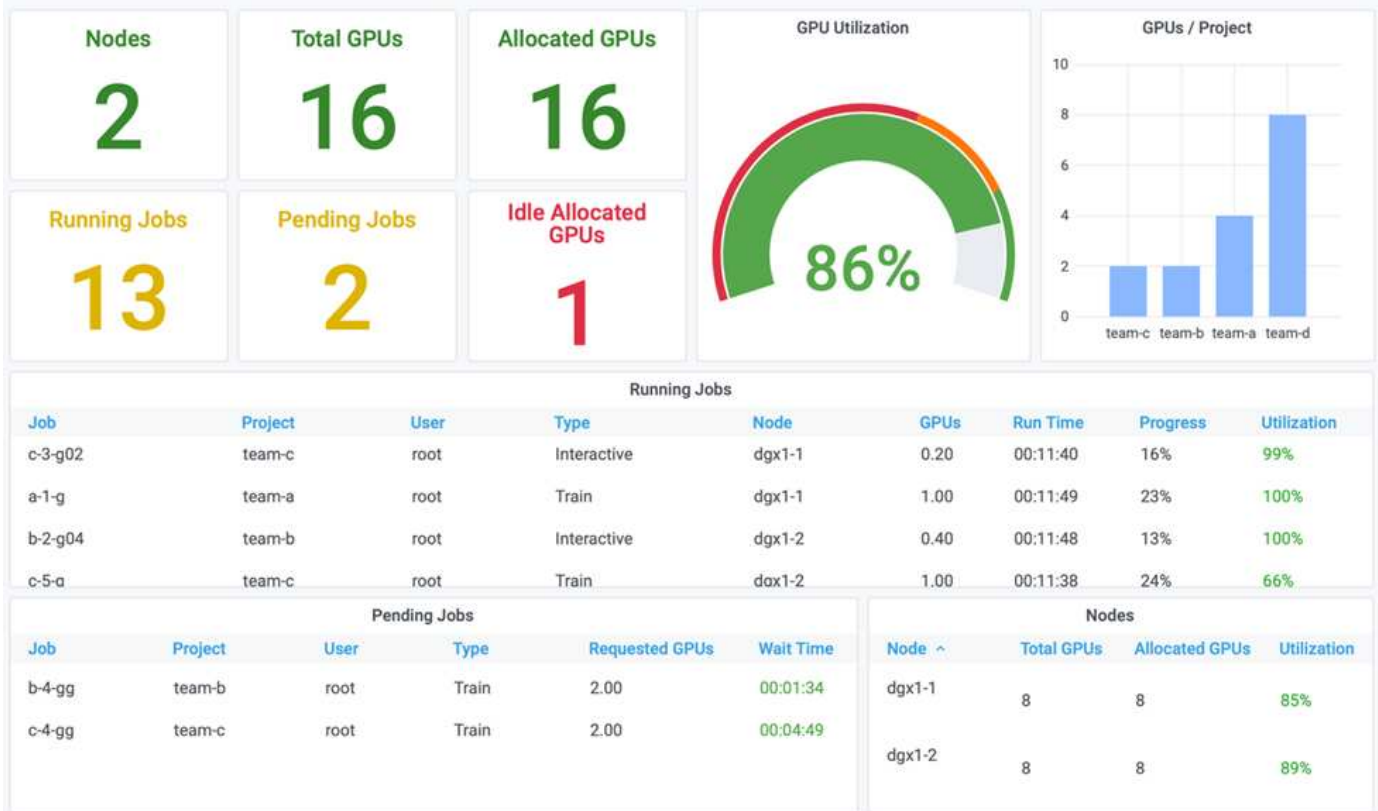 Nodes
2
Total GPUs
16
Allocated GPUs
16
Running Jobs
13
Pending Jobs
2
Idle Allocated
GPUs
1
GPU Utilization
86%
GPUs / Project
10
8
6
4
2
0
team-c team-b team-a team-d
Running Jobs
Job Project User Type Node GPUs Run Time Progress Utilization
c-3-g02 team-c root Interactive dgx1-1 0.20 00:11:40 16% 99%
a-1-g team-a root Train dgx1-1 1.00 00:11:49 23% 100%
b-2-g04 team-b root Interactive dgx1-2 0.40 00:11:48 13% 100%
c-5-g team-c root Train dgx1-2 1.00 00:11:38 24% 66%
Pending Jobs
Job Project User Type Requested GPUs Wait Time
b-4-gg team-b root Train 2.00 00:01:34
c-4-gg team-c root Train 2.00 00:04:49
Nodes
Node Total GPUs Allocated GPUs Utilization
dgx1-1 8 8 85%
dgx1-2 8 8 89%